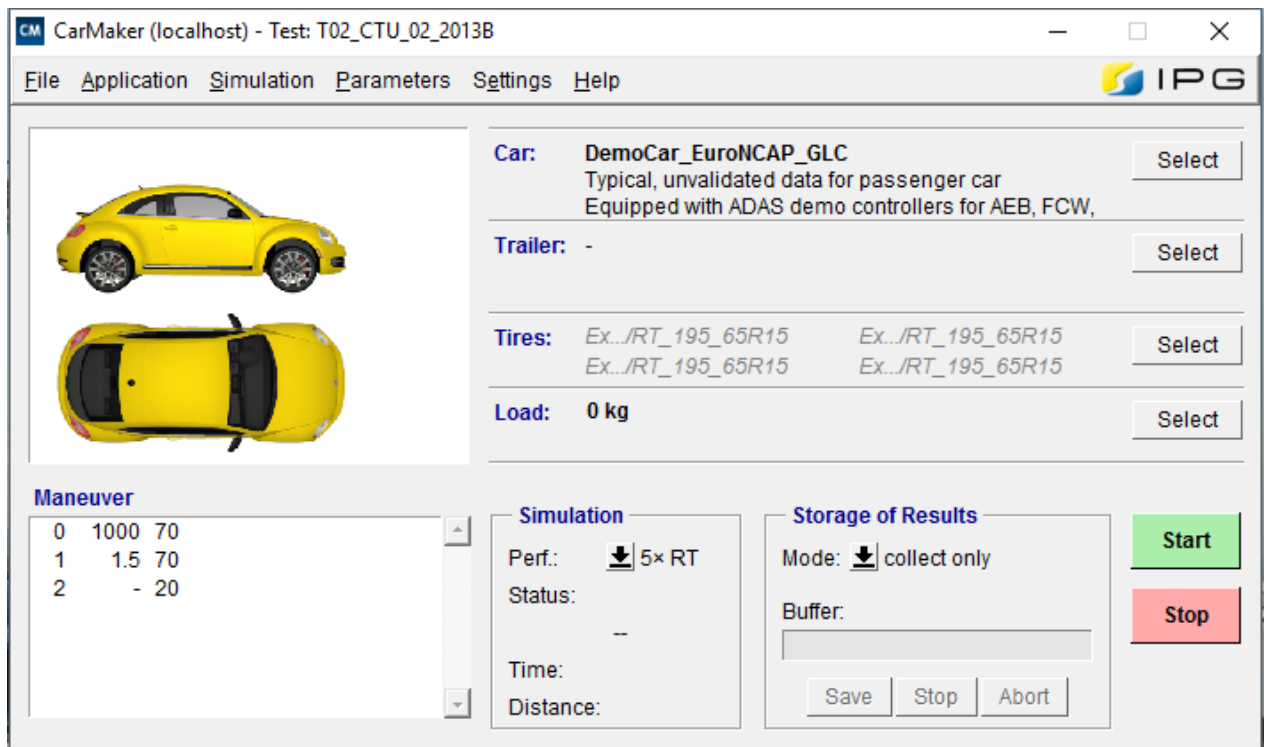 CM CarMaker (localhost) - Test: T02_CTU_02_2013B
File Application Simulation Parameters Settings Help
IPG
Car: DemoCar_EuroNCAP_GLC Select
Typical, unvalidated data for passenger car
Equipped with ADAS demo controllers for AEB, FCW,
Trailer: - Select
Tires: Ex.../RT_195_65R15 Ex.../RT_195_65R15 Select
Ex.../RT_195_65R15 Ex.../RT_195_65R15
Load: 0 kg Select
Maneuver
0 1000 70
1 1.5 70
2 - 20
Simulation
Perf.: 5× RT
Status:
--
Time:
Distance:
Storage of Results
Mode: collect only
Buffer:
Save Stop Abort
Start
Stop